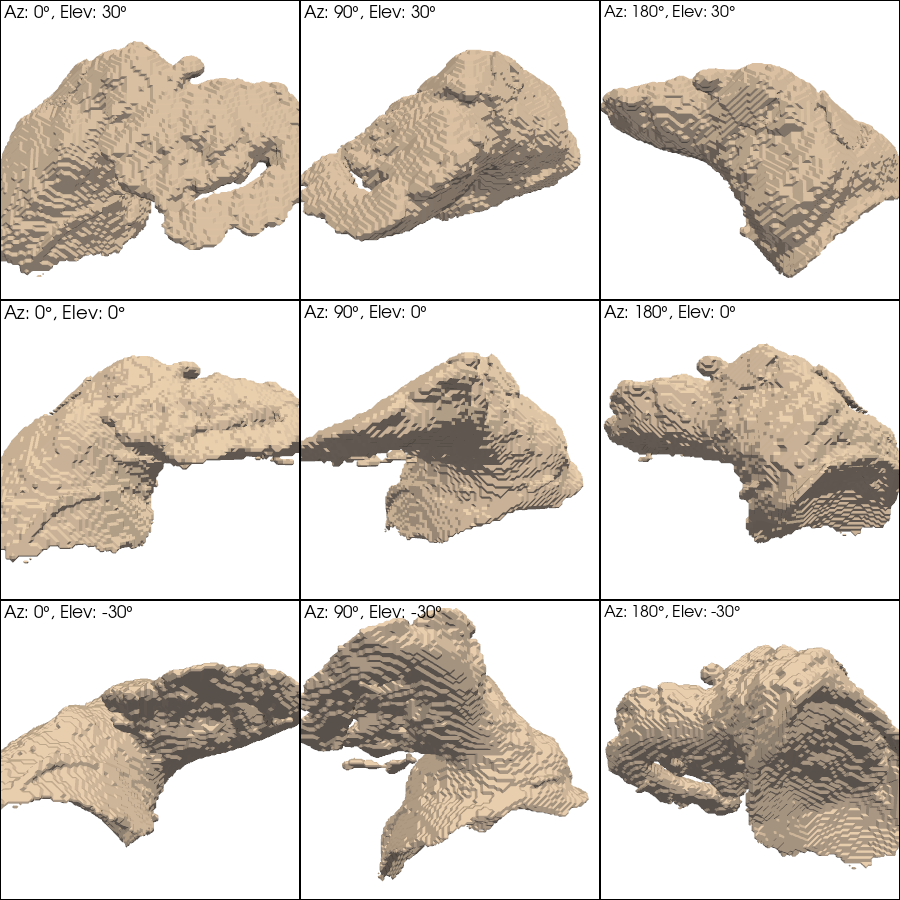 Az: 0°, Elev: 30°
Az: 90°, Elev: 30°
Az: 180°, Elev: 30°
Az: 0°, Elev: 0°
Az: 90°, Elev: 0°
Az: 180°, Elev: 0°
Az: 0°, Elev: -30°
Az: 90°, Elev: -30°
Az: 180°, Elev: -30°